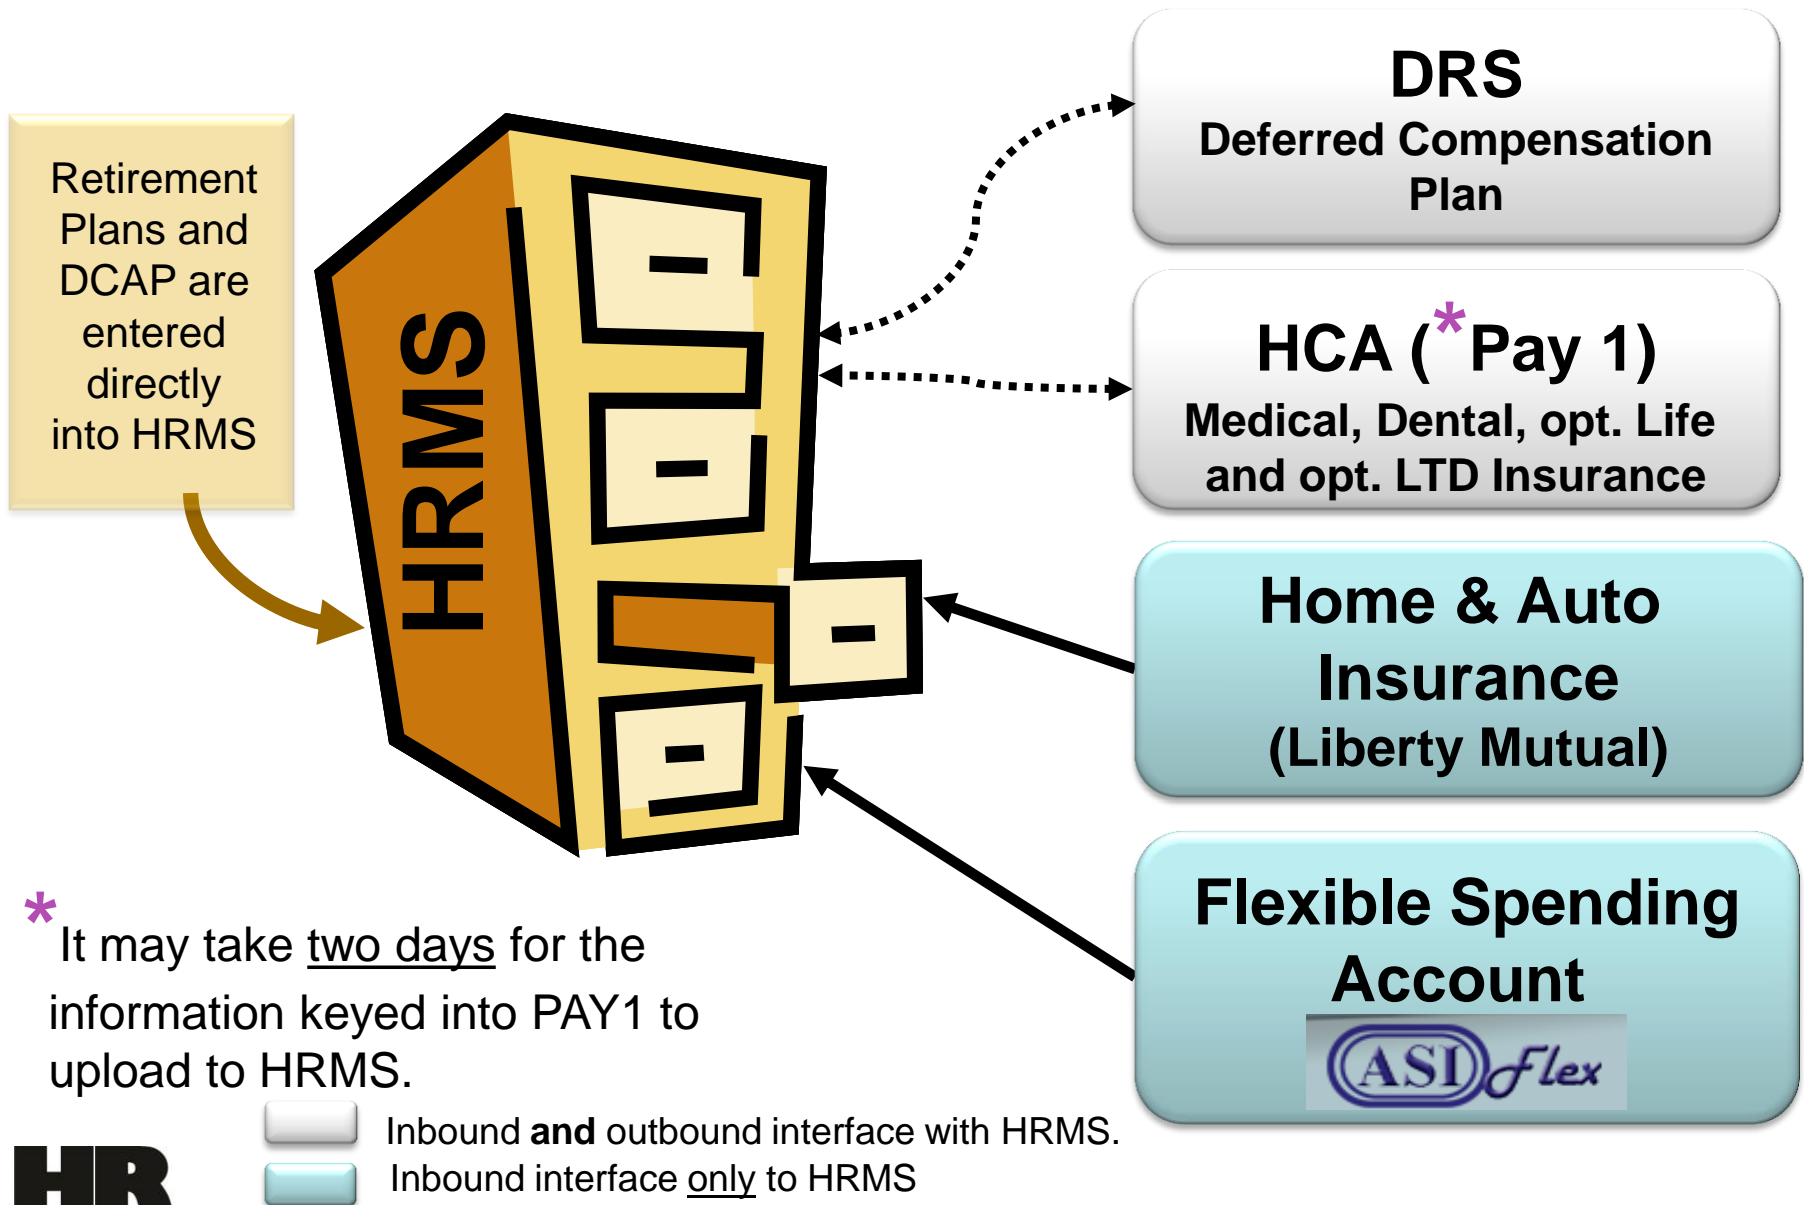 DRS
Deferred Compensation
Plan
Retirement
Plans and
DCAP are
entered
directly
into HRMS
HRMS
HCA (*Pay 1)
Medical, Dental, opt. Life
and opt. LTD Insurance
Home & Auto
Insurance
(Liberty Mutual)
Flexible Spending
Account
ASI Flex
*It may take two days for the
information keyed into PAY1 to
upload to HRMS.
Inbound and outbound interface with HRMS.
Inbound interface only to HRMS
HR